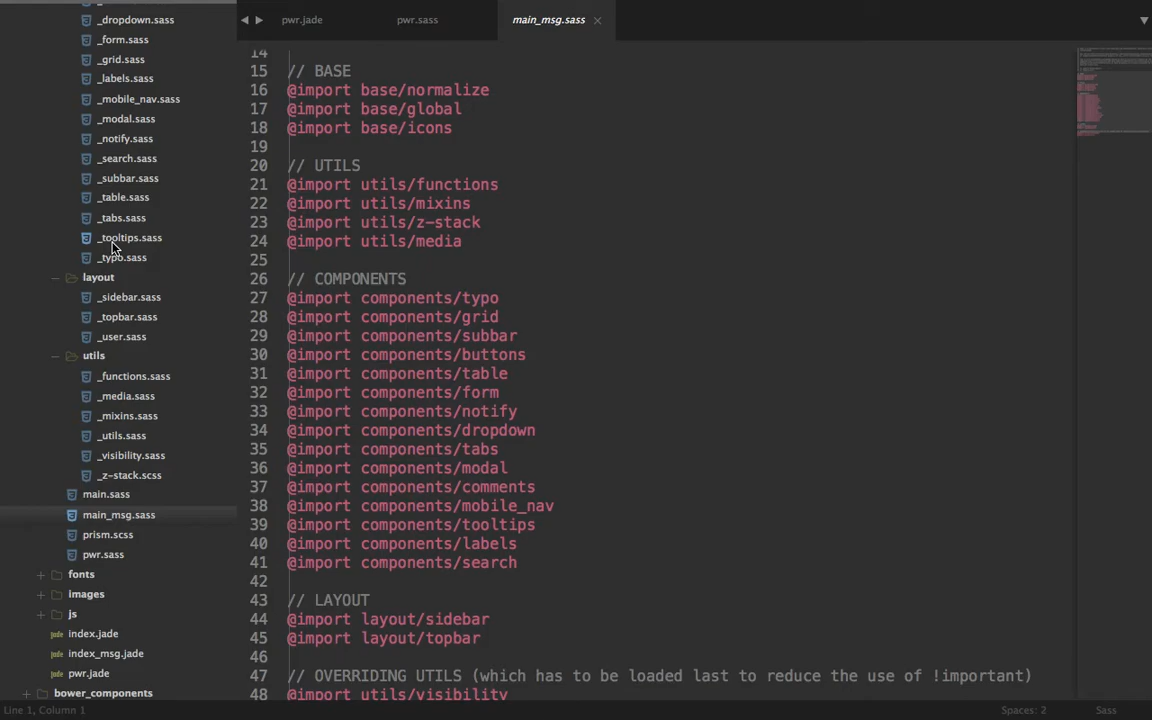 _dropdown.sass
_form.sass
_grid.sass
_labels.sass
_mobile_nav.sass
_modal.sass
_notify.sass
_search.sass
_subbar.sass
_table.sass
_tabs.sass
_tooltips.sass
_typo.sass
layout
_sidebar.sass
_topbar.sass
_user.sass
utils
_functions.sass
_media.sass
_mixins.sass
_utils.sass
_visibility.sass
_z-stack.scss
main.sass
main_msg.sass
prism.scss
pwr.sass
fonts
images
js
index.jade
index_msg.jade
pwr.jade
bower_components
pwr.jade pwr.sass main_msg.sass
14
15 // BASE
16 @import base/normalize
17 @import base/global
18 @import base/icons
19
20 // UTILS
21 @import utils/functions
22 @import utils/mixins
23 @import utils/z-stack
24 @import utils/media
25
26 // COMPONENTS
27 @import components/typo
28 @import components/grid
29 @import components/subbar
30 @import components/buttons
31 @import components/table
32 @import components/form
33 @import components/notify
34 @import components/dropdown
35 @import components/tabs
36 @import components/modal
37 @import components/comments
38 @import components/mobile_nav
39 @import components/tooltips
40 @import components/labels
41 @import components/search
42
43 // LAYOUT
44 @import layout/sidebar
45 @import layout/topbar
46
47 // OVERRIDING UTILS (which has to be loaded last to reduce the use of !important)
48 @import utils/visibility
Line 1, Column 1 Spaces: 2 Sass